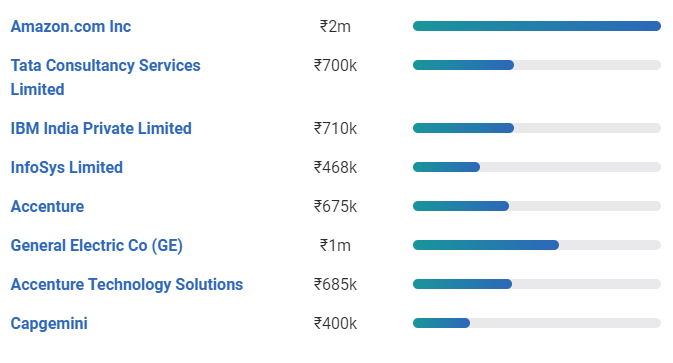 Amazon.com Inc ₹2m
Tata Consultancy Services ₹700k
Limited
IBM India Private Limited ₹710k
InfoSys Limited ₹468k
Accenture ₹675k
General Electric Co (GE) ₹1m
Accenture Technology Solutions ₹685k
Capgemini ₹400k